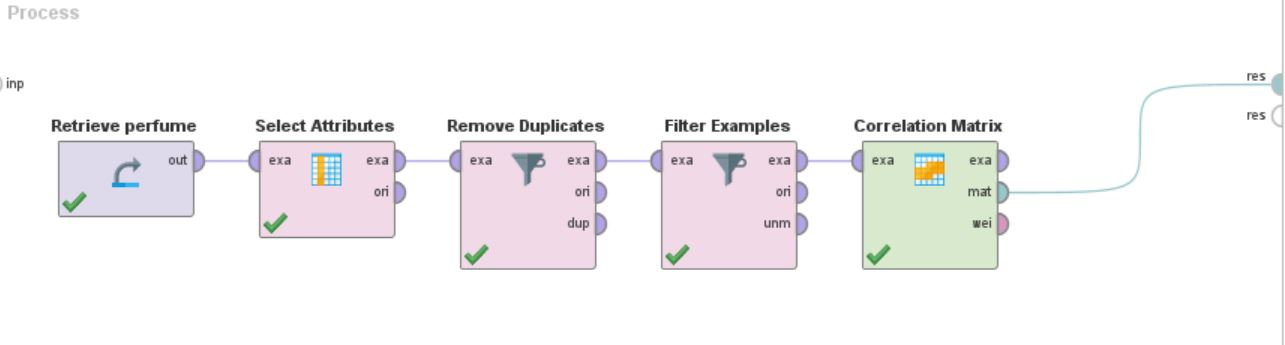 Process
inp
res
res
Retrieve perfume
out
Select Attributes
exa exa
ori
Remove Duplicates
exa exa
ori
dup
Filter Examples
exa exa
ori
unm
Correlation Matrix
exa exa
mat
wei